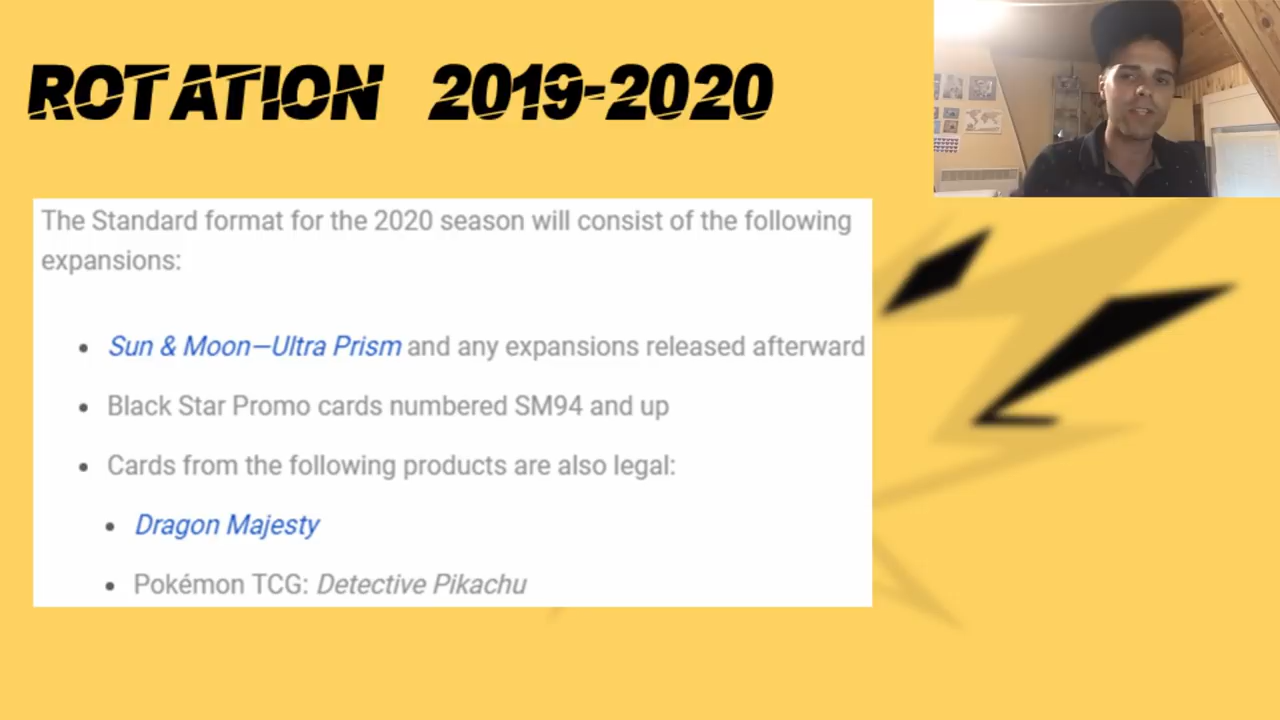 ROTATION 2019-2020
The Standard format for the 2020 season will consist of the following
expansions:
Sun & Moon—Ultra Prism and any expansions released afterward
Black Star Promo cards numbered SM94 and up
Cards from the following products are also legal:
Dragon Majesty
Pokémon TCG: Detective Pikachu